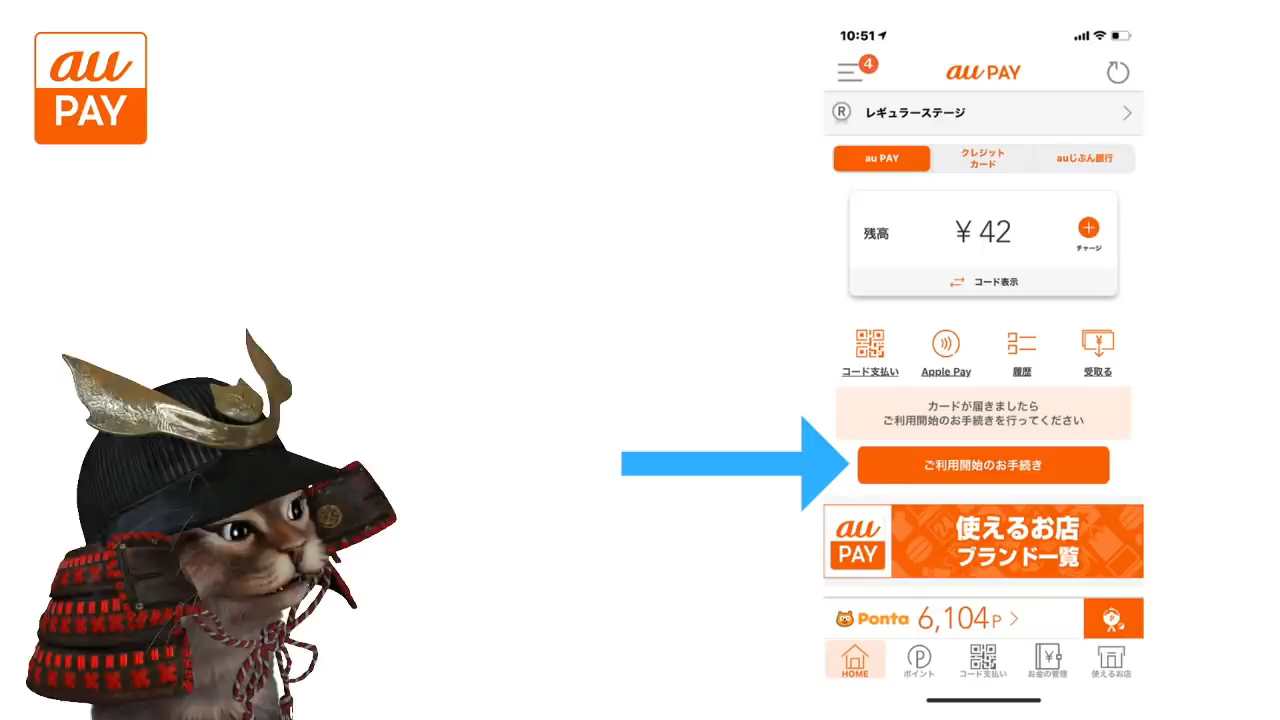 au
PAY
10:51
4
au PAY
R
レギュラーステージ
au PAY
クレジット
カード
auじぶん銀行
残高
¥ 42
チャージ
コード表示
コード支払い
Apple Pay
履歴
受取る
カードが届きましたら
ご利用開始のお手続きを行ってください
ご利用開始のお手続き
au
PAY
使えるお店
ブランド一覧
Ponta
6,104P
P
HOME
ポイント
コード支払い
お金の管理
使えるお店